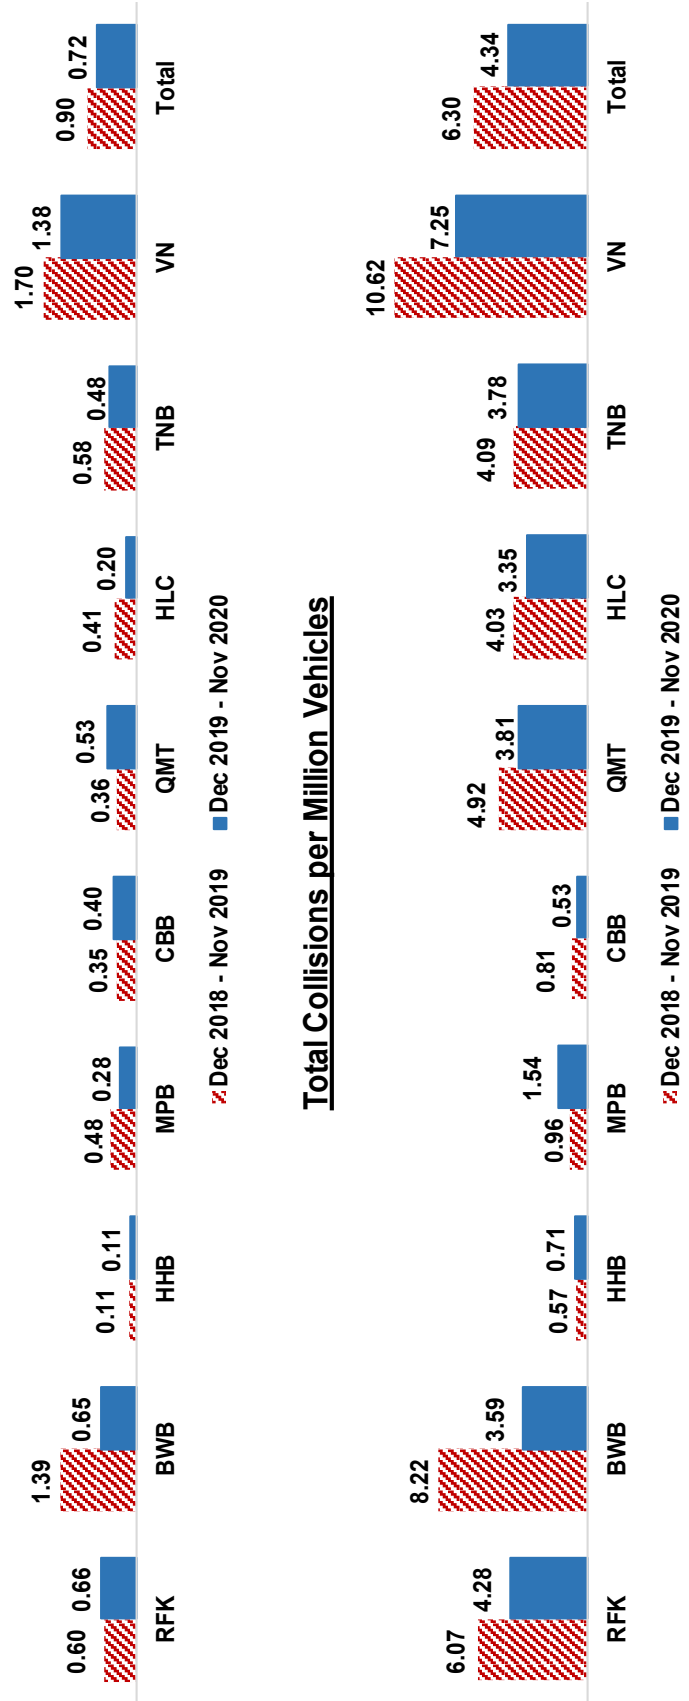 0.60 0.66 1.39 0.65 0.11 0.11 0.48 0.28 0.35 0.40 0.36 0.53 0.41 0.20 0.58 0.48 1.70 1.38 0.90 0.72
RFK BWB HHB MPB CBB QMT HLC TNB VN Total
Dec 2018 - Nov 2019 Dec 2019 - Nov 2020
Total Collisions per Million Vehicles
6.07 4.28 8.22 3.59 0.57 0.71 0.96 1.54 0.81 0.53 4.92 3.81 4.03 3.35 4.09 3.78 10.62 7.25 6.30 4.34
RFK BWB HHB MPB CBB QMT HLC TNB VN Total
Dec 2018 - Nov 2019 Dec 2019 - Nov 2020